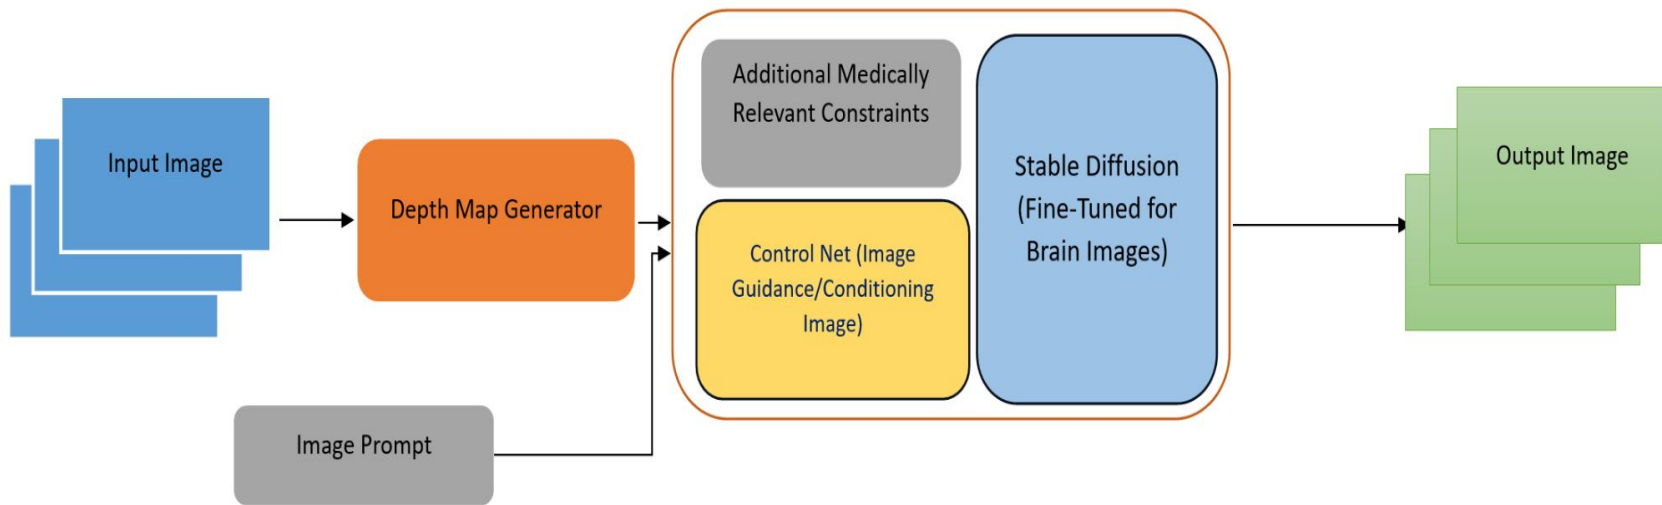 Input Image
Depth Map Generator
Image Prompt
Additional Medically
Relevant Constraints
Control Net (Image
Guidance/Conditioning
Image)
Stable Diffusion
(Fine-Tuned for
Brain Images)
Output Image